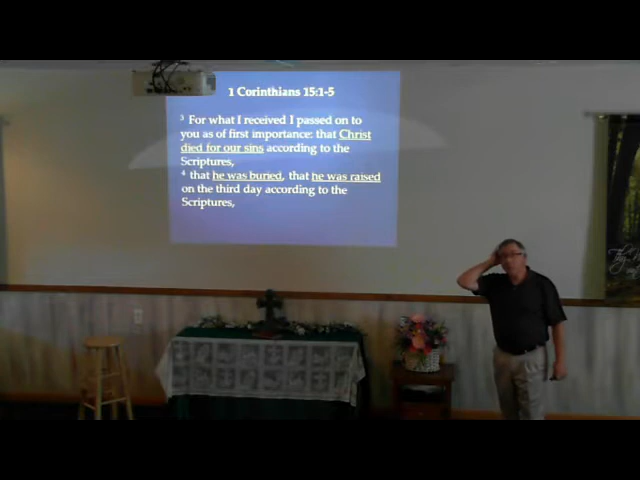 1 Corinthians 15:1-5
3 For what I received I passed on to
you as of first importance: that Christ
died for our sins according to the
Scriptures,
4 that he was buried, that he was raised
on the third day according to the
Scriptures,
Thy